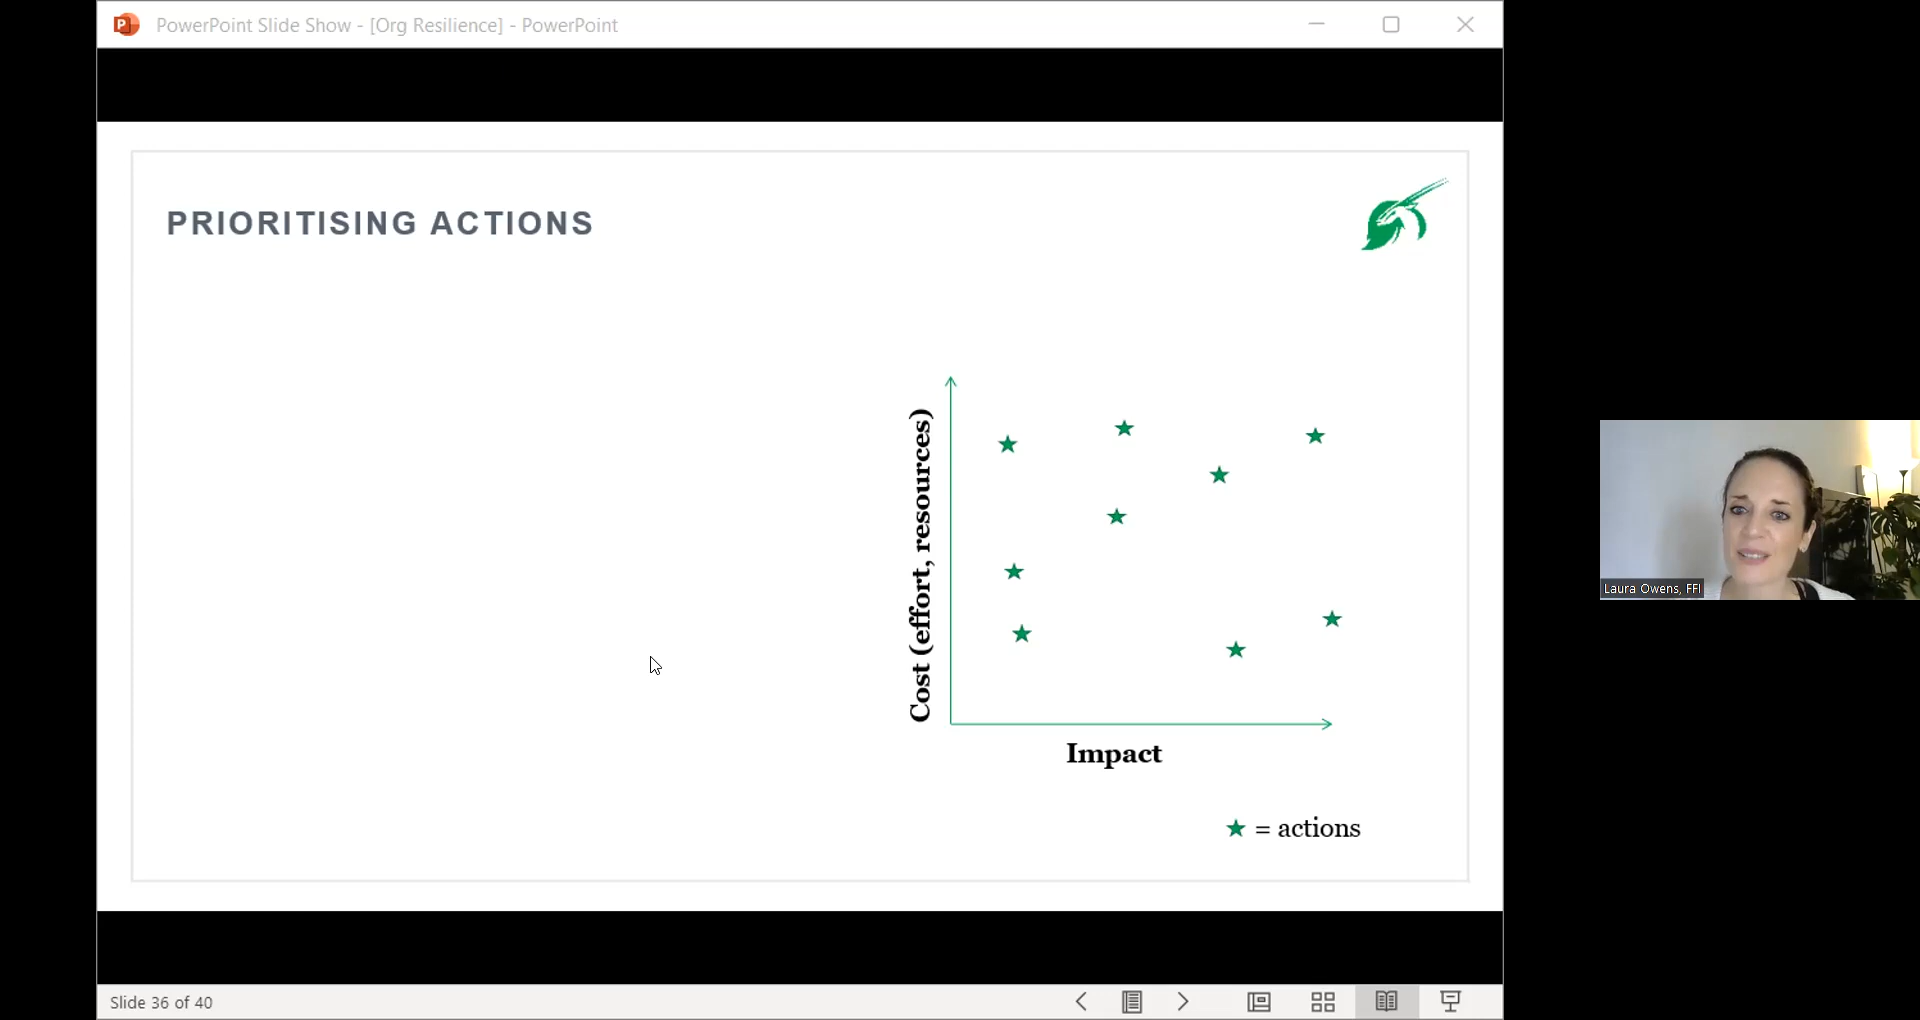 PowerPoint Slide Show - [Org Resilience] - PowerPoint
PRIORITISING ACTIONS
Cost (effort, resources)
Impact
★ = actions
Laura Owens, FFI
Slide 36 of 40